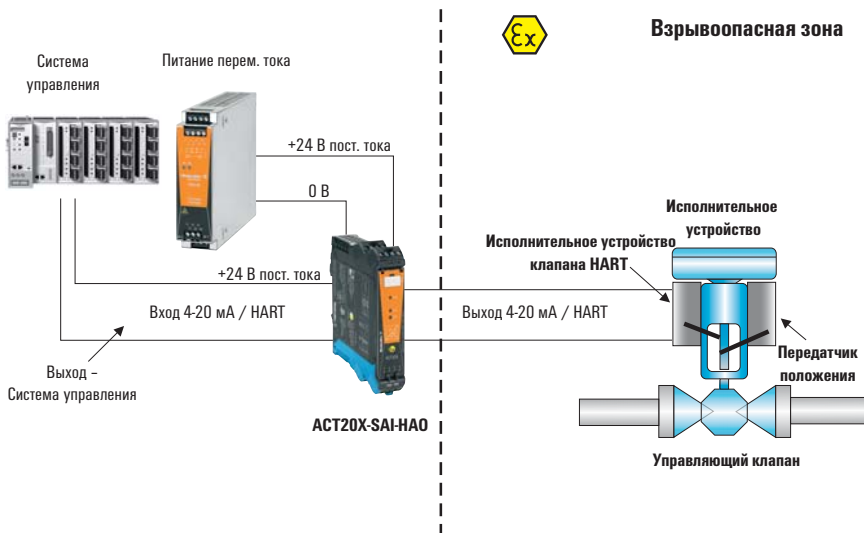 Взрывоопасная зона
εx
Система
управления
Питание перем. тока
+24 В пост. тока
0 В
Исполнительное
устройство
Исполнительное устройство
клапана HART
+24 В пост. тока
Вход 4-20 мА / HART
Выход 4-20 мА / HART
Передатчик
положения
Выход –
Система управления
ACT20X-SAI-HAO
Управляющий клапан